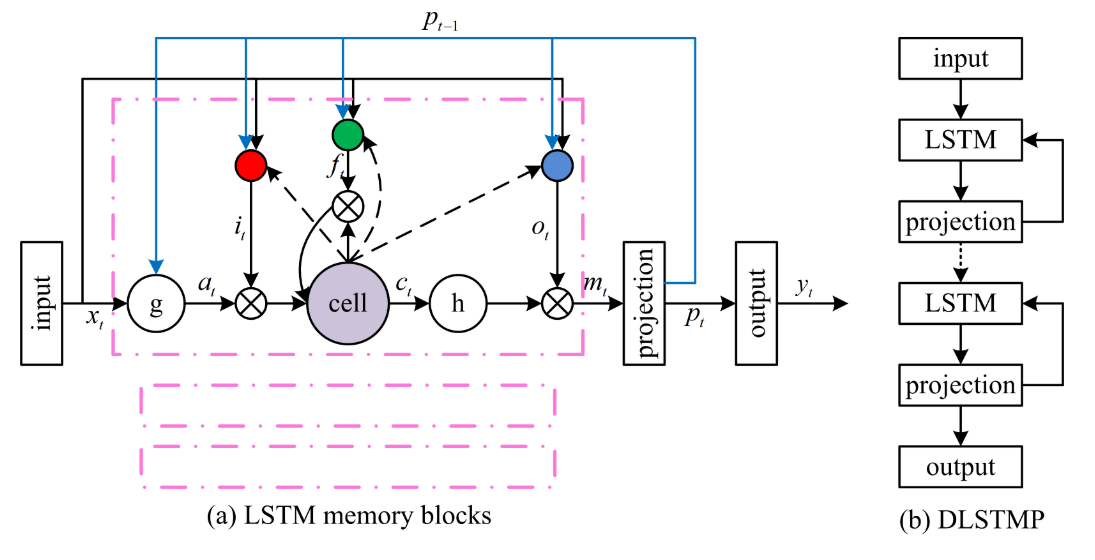 p_{t−1}
f_t
i_t
o_t
input
x_t
g
a_t
cell
c_t
h
m_t
projection
p_t
output
y_t
(a) LSTM memory blocks
input
LSTM
projection
LSTM
projection
output
(b) DLSTMP